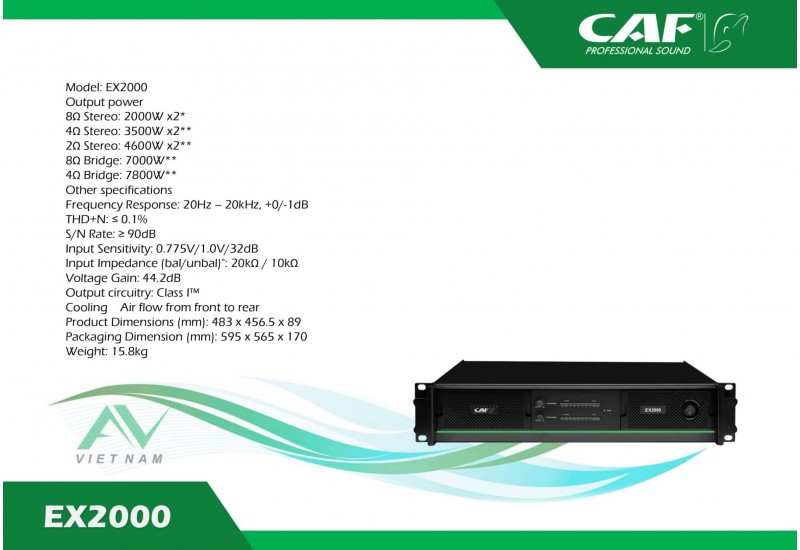 CAF®
PROFESSIONAL SOUND
Model: EX2000
Output power
8Ω Stereo: 2000W x2*
4Ω Stereo: 3500W x2**
2Ω Stereo: 4600W x2**
8Ω Bridge: 7000W**
4Ω Bridge: 7800W**
Other specifications
Frequency Response: 20Hz – 20kHz, +0/-1dB
THD+N: ≤ 0.1%
S/N Rate: ≥ 90dB
Input Sensitivity: 0.775V/1.0V/32dB
Input Impedance (bal/unbal)": 20kΩ / 10kΩ
Voltage Gain: 44.2dB
Output circuitry: Class I™
Cooling    Air flow from front to rear
Product Dimensions (mm): 483 x 456.5 x 89
Packaging Dimension (mm): 595 x 565 x 170
Weight: 15.8kg
CAF
EX2000
AV
VIETNAM
EX2000